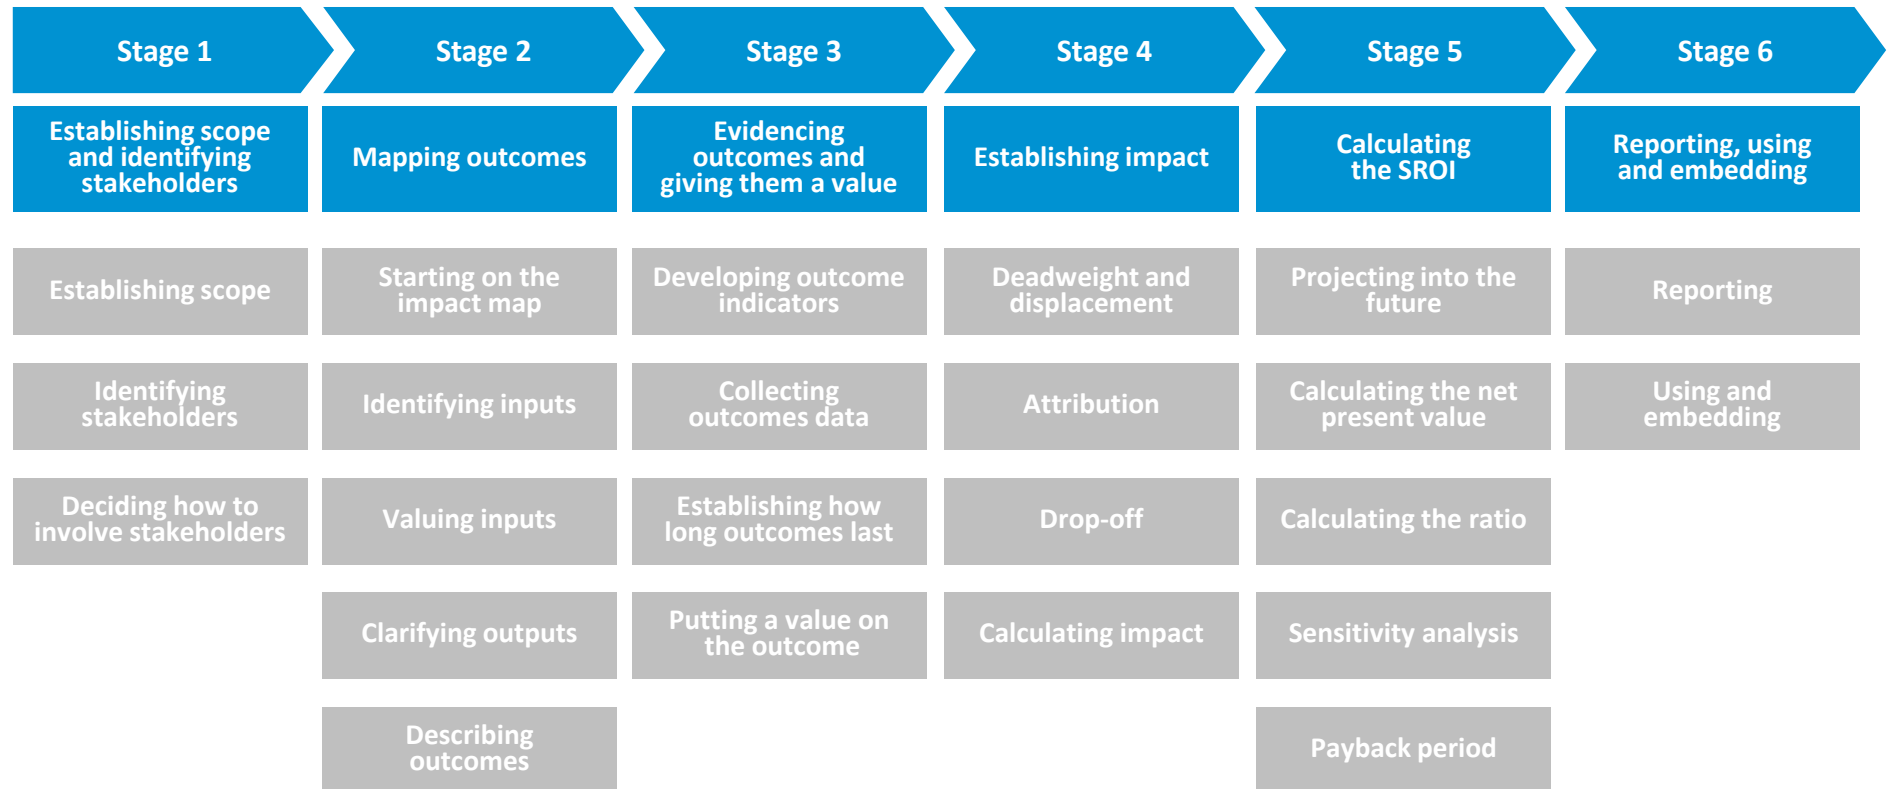 Stage 1
Stage 2
Stage 3
Stage 4
Stage 5
Stage 6
Establishing scope
and identifying
stakeholders
Mapping outcomes
Evidencing
outcomes and
giving them a value
Establishing impact
Calculating
the SROI
Reporting, using
and embedding
Establishing scope
Starting on the
impact map
Developing outcome
indicators
Deadweight and
displacement
Projecting into the
future
Reporting
Identifying
stakeholders
Identifying inputs
Collecting
outcomes data
Attribution
Calculating the net
present value
Using and
embedding
Deciding how to
involve stakeholders
Valuing inputs
Establishing how
long outcomes last
Drop-off
Calculating the ratio
Clarifying outputs
Putting a value on
the outcome
Calculating impact
Sensitivity analysis
Describing
outcomes
Payback period